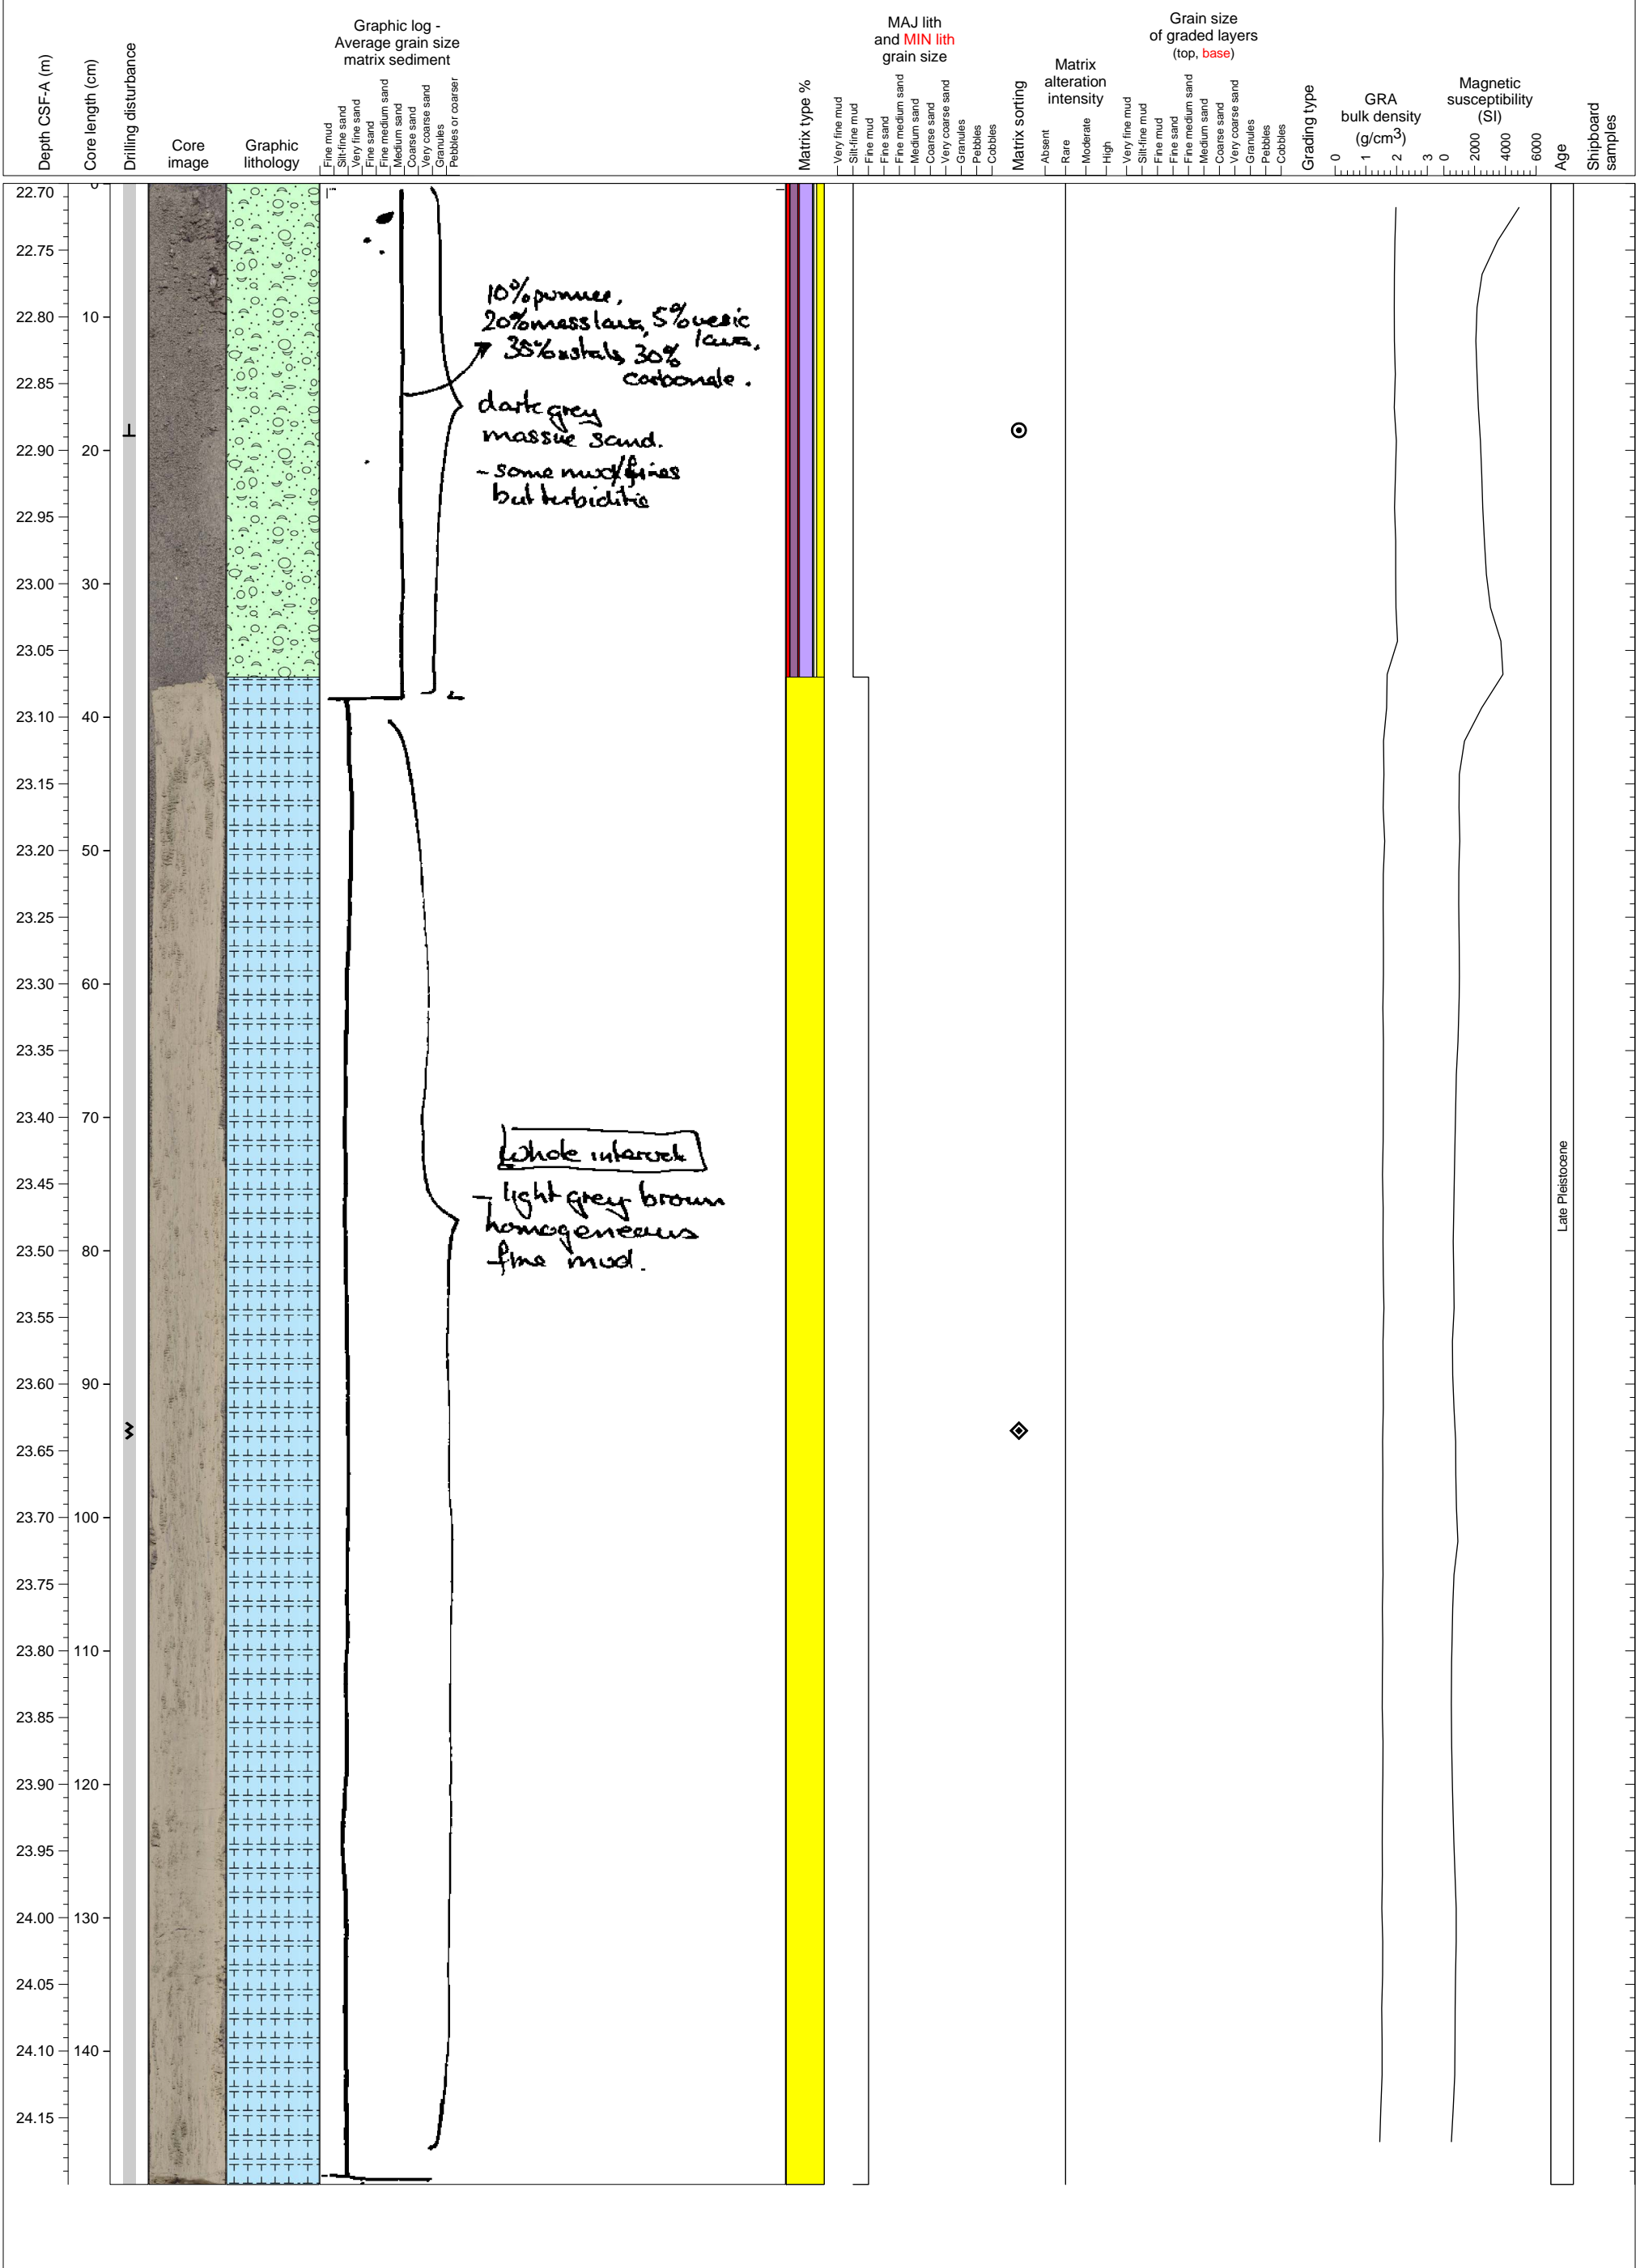 Depth CSF-A (m)
Core length (cm)
Drilling disturbance
Core
image
Graphic
lithology
Graphic log -
Average grain size
matrix sediment
Fine mud
Silt-fine sand
Very fine sand
Fine sand
Fine medium sand
Medium sand
Coarse sand
Very coarse sand
Granules
Pebbles or coarser
Matrix type %
MAJ lith
and MIN lith
grain size
Very fine mud
Silt-fine mud
Fine mud
Fine sand
Fine medium sand
Medium sand
Coarse sand
Very coarse sand
Granules
Pebbles
Cobbles
Matrix sorting
Matrix
alteration
intensity
Absent
Rare
Moderate
High
Grain size
of graded layers
(top, base)
Very fine mud
Silt-fine mud
Fine mud
Fine sand
Fine medium sand
Medium sand
Coarse sand
Very coarse sand
Granules
Pebbles
Cobbles
Grading type
GRA
bulk density
(g/cm3)
0 1 2 3
Magnetic
susceptibility
(SI)
0 2000 4000 6000
Age
Shipboard
samples
22.70 0
22.75
22.80 10
22.85
22.90 20
22.95
23.00 30
23.05
23.10 40
23.15
23.20 50
23.25
23.30 60
23.35
23.40 70
23.45
23.50 80
23.55
23.60 90
23.65
23.70 100
23.75
23.80 110
23.85
23.90 120
23.95
24.00 130
24.05
24.10 140
24.15
10% pumice,
20% mass lava, 5% vesic
lava,
35% xstals, 30%
carbonate.
dark grey
massive sand.
- some mud/fines
but turbiditic
Whole interval
- light grey brown
homogeneous
fine mud.
Late Pleistocene